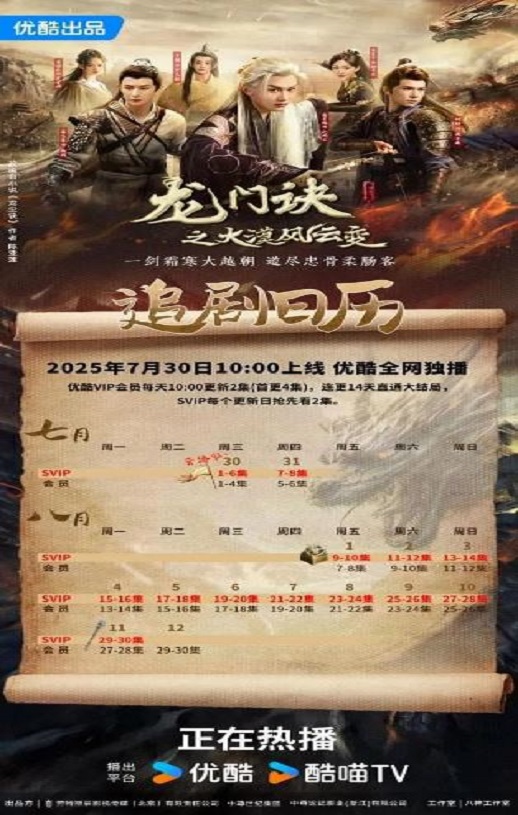 优酷出品
龙门诀
之大漠风云变
一剑霜寒大越朝 道尽忠骨柔肠客
追剧日历
2025年7月30日10:00上线 优酷全网独播
优酷VIP会员每天10:00更新2集(首更4集),连更14天直通大结局,
SVIP每个更新日抢先看2集。
七月
周一 周二 周三 周四 周五 周六 周日
30 31
SVIP 1-6集 7-8集
会员 1-4集 5-6集
八月
周一 周二 周三 周四 周五 周六 周日
1 2 3
SVIP 9-10集 11-12集 13-14集
会员 7-8集 9-10集 11-12集
4 5 6 7 8 9 10
SVIP 15-16集 17-18集 19-20集 21-22集 23-24集 25-26集 27-28集
会员 13-14集 15-16集 17-18集 19-20集 21-22集 23-24集 25-26集
11 12
SVIP 29-30集
会员 27-28集 29-30集
正在热播
播出平台 优酷 酷喵TV
出品方
工作室